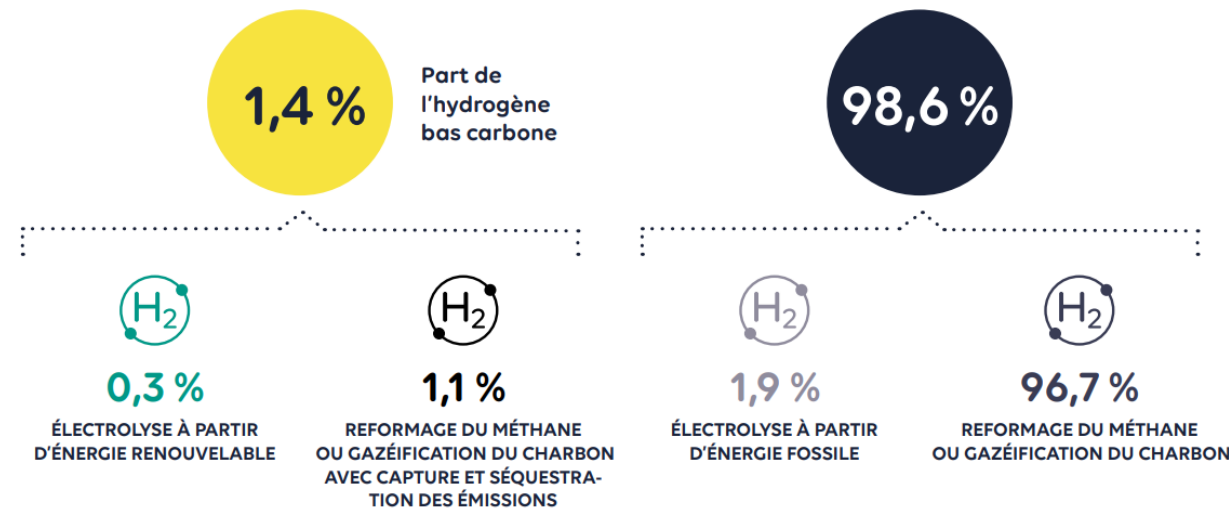 1,4 %
Part de
l'hydrogène
bas carbone
98,6 %
H2
0,3 %
ÉLECTROLYSE À PARTIR
D'ÉNERGIE RENOUVELABLE
H2
1,1 %
REFORMAGE DU MÉTHANE
OU GAZÉIFICATION DU CHARBON
AVEC CAPTURE ET SÉQUESTRA-
TION DES ÉMISSIONS
H2
1,9 %
ÉLECTROLYSE À PARTIR
D'ÉNERGIE FOSSILE
H2
96,7 %
REFORMAGE DU MÉTHANE
OU GAZÉIFICATION DU CHARBON